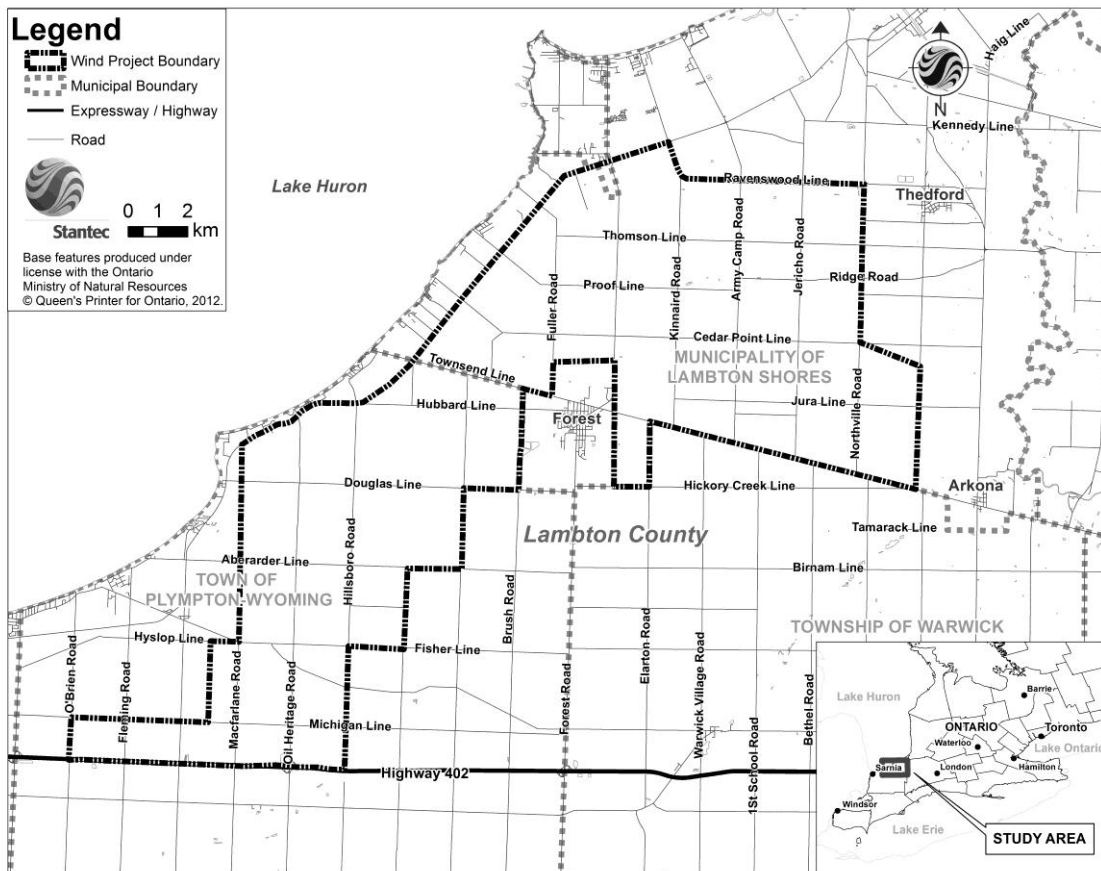 Legend
Wind Project Boundary
Municipal Boundary
Expressway / Highway
Road
Stantec
0 1 2
km
Base features produced under
license with the Ontario
Ministry of Natural Resources
© Queen's Printer for Ontario, 2012.
Lake Huron
N
Haig Line
Kennedy Line
Ravenswood Line
Thedford
Thomson Line
Army Camp Road
Jericho Road
Ridge Road
Proof Line
Kinnaird Road
Fuller Road
Cedar Point Line
MUNICIPALITY OF
LAMBTON SHORES
Townsend Line
Hubbard Line
Jura Line
Forest
Northville Road
Douglas Line
Hickory Creek Line
Arkona
Tamarack Line
Lambton County
Hillsboro Road
Aberarder Line
Birnam Line
TOWN OF
PLYMPTON-WYOMING
Brush Road
TOWNSHIP OF WARWICK
Hyslop Line
Fisher Line
O'Brien Road
Fleming Road
Macfarlane Road
Oil Heritage Road
Michigan Line
Forest Road
Elarton Road
Warwick Village Road
1St School Road
Bethel Road
Highway 402
Lake Huron
Barrie
ONTARIO
Toronto
Waterloo
Lake Ontario
Sarnia
London
Hamilton
Windsor
Lake Erie
STUDY AREA